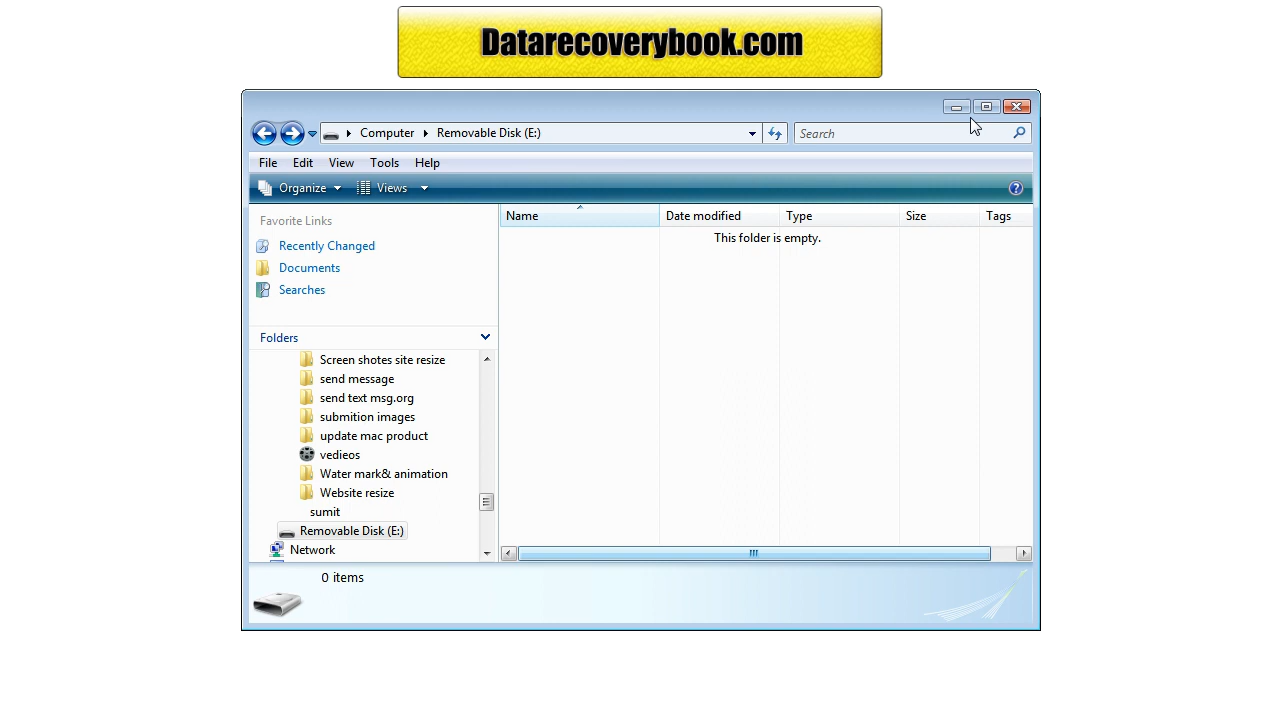 Datarecoverybook.com
Computer Removable Disk (E:) Search
File Edit View Tools Help
Organize Views
Favorite Links
Recently Changed
Documents
Searches
Folders
Screen shotes site resize
send message
send text msg.org
submition images
update mac product
vedieos
Water mark& animation
Website resize
sumit
Removable Disk (E:)
Network
Name Date modified Type Size Tags
This folder is empty.
0 items